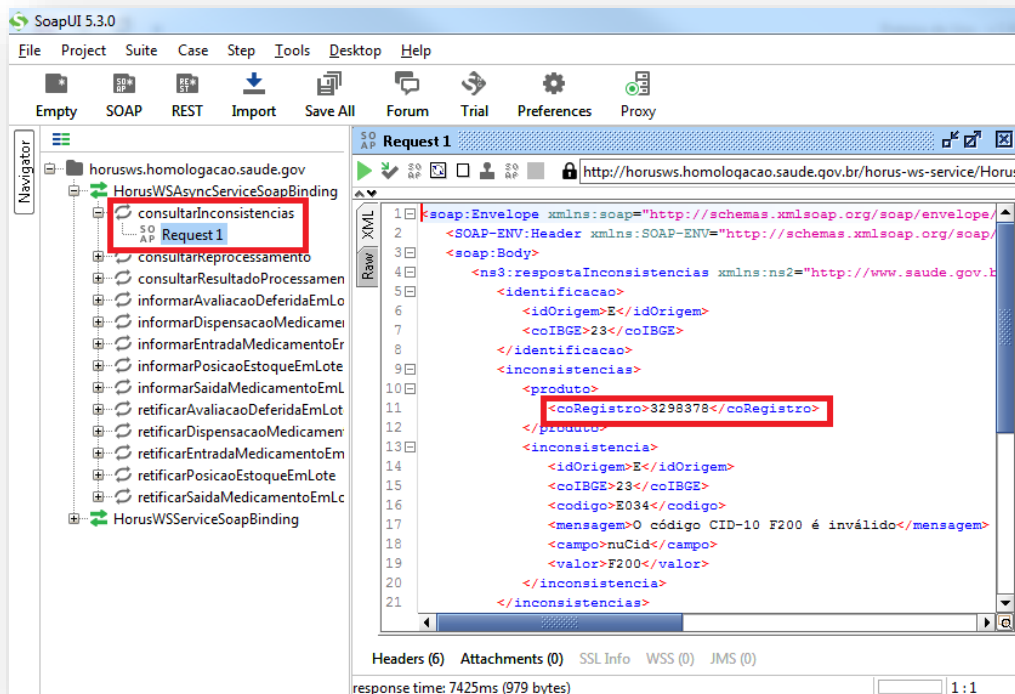 SoapUI 5.3.0
File Project Suite Case Step Tools Desktop Help
Empty SOAP REST Import Save All Forum Trial Preferences Proxy
Navigator
horusws.homologacao.saude.gov
HorusWSAsyncServiceSoapBinding
consultarInconsistencias
SOAP Request 1
consultarReprocessamento
consultarResultadoProcessamen
informarAvaliacaoDeferidaEmLo
informarDispensacaoMedicamer
informarEntradaMedicamentoEr
informarPosicaoEstoqueEmLote
informarSaidaMedicamentoEmL
retificarAvaliacaoDeferidaEmLot
retificarDispensacaoMedicamen
retificarEntradaMedicamentoEm
retificarPosicaoEstoqueEmLote
retificarSaidaMedicamentoEmLc
HorusWSServiceSoapBinding
SOAP Request 1
http://horusws.homologacao.saude.gov.br/horus-ws-service/Horus
XML
Raw
1 <soap:Envelope xmlns:soap="http://schemas.xmlsoap.org/soap/envelope/
2 <SOAP-ENV:Header xmlns:SOAP-ENV="http://schemas.xmlsoap.org/soap/
3 <soap:Body>
4 <ns3:respostaInconsistencias xmlns:ns2="http://www.saude.gov.b
5 <identificacao>
6 <idOrigem>E</idOrigem>
7 <coIBGE>23</coIBGE>
8 </identificacao>
9 <inconsistencias>
10 <produto>
11 <coRegistro>3298378</coRegistro>
12 </produto>
13 <inconsistencia>
14 <idOrigem>E</idOrigem>
15 <coIBGE>23</coIBGE>
16 <codigo>E034</codigo>
17 <mensagem>O código CID-10 F200 é inválido</mensagem>
18 <campo>nuCid</campo>
19 <valor>F200</valor>
20 </inconsistencia>
21 </inconsistencias>
Headers (6) Attachments (0) SSL Info WSS (0) JMS (0)
response time: 7425ms (979 bytes)
1 : 1